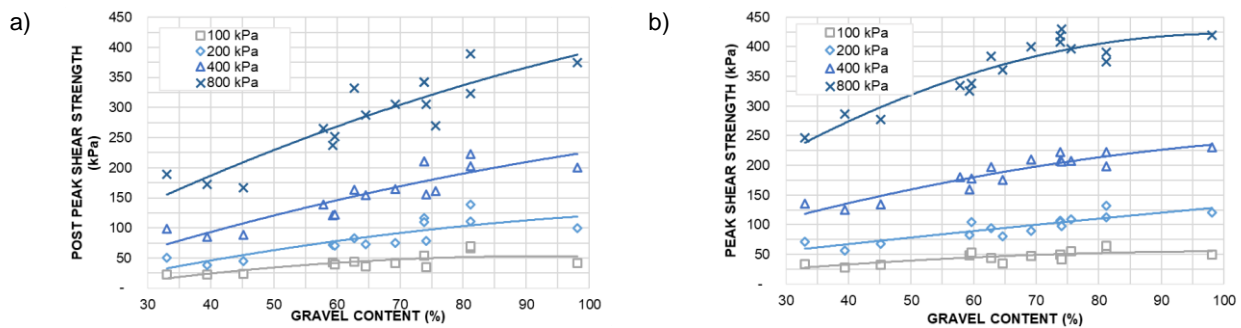 a)
POST PEAK SHEAR STRENGTH
(kPa)
450
400
350
300
250
200
150
100
50
-
100 kPa
200 kPa
400 kPa
800 kPa
30 40 50 60 70 80 90 100
GRAVEL CONTENT (%)
b)
PEAK SHEAR STRENGTH (kPa)
450
400
350
300
250
200
150
100
50
-
100 kPa
200 kPa
400 kPa
800 kPa
30 40 50 60 70 80 90 100
GRAVEL CONTENT (%)